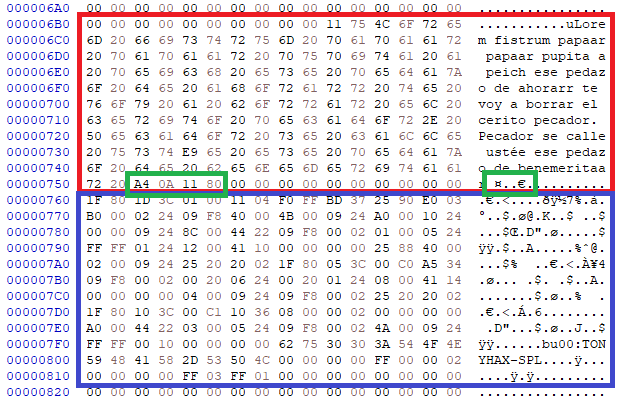 000006A0 00 00 00 00 00 00 00 00 00 00 00 00 00 00 00 00 ................
000006B0 00 00 00 00 00 00 00 00 00 00 11 75 4C 6F 72 65 ...........uLore
000006C0 6D 20 66 69 73 74 72 75 6D 20 70 61 70 61 61 72 m fistrum papaar
000006D0 20 70 61 70 61 61 72 20 70 75 70 69 74 61 20 61 papaar pupita a
000006E0 20 70 65 69 63 68 20 65 73 65 20 70 65 64 61 7A peich ese pedaz
000006F0 6F 20 64 65 20 61 68 6F 72 61 72 72 20 74 65 20 o de ahorarr te
00000700 76 6F 79 20 61 20 62 6F 72 72 61 72 20 65 6C 20 voy a borrar el
00000710 63 65 72 69 74 6F 20 70 65 63 61 64 6F 72 2E 20 cerito pecador.
00000720 50 65 63 61 64 6F 72 20 73 65 20 63 61 6C 6C 65 Pecador se calle
00000730 20 75 73 74 E9 65 20 65 73 65 20 70 65 64 61 7A ustée ese pedaz
00000740 6F 20 64 65 20 62 65 6E 65 6D 65 72 69 74 61 61 o de benemeritaa
00000750 72 20 A4 0A 11 80 00 00 00 00 00 00 00 00 00 00 r ¤..€..........
00000760 1F 80 1D 3C 01 00 11 04 F0 FF BD 37 25 90 E0 03 .€.<....ðÿ½7%.à.
00000770 B0 00 02 24 09 F8 40 00 4B 00 09 24 A0 00 10 24 °..$.ø@.K..$ ..$
00000780 00 00 09 24 8C 00 44 22 09 F8 00 02 01 00 05 24 ...$Œ.D".ø.....$
00000790 FF FF 01 24 12 00 41 10 00 00 00 00 25 88 40 00 ÿÿ.$..A.....%ˆ@.
000007A0 02 00 09 24 25 20 20 02 1F 80 05 3C 00 C0 A5 34 ...$%  ..€.<.À¥4
000007B0 09 F8 00 02 00 20 06 24 00 20 01 24 08 00 41 14 .ø... .$. .$..A.
000007C0 00 00 00 00 04 00 09 24 09 F8 00 02 25 20 20 02 .......$.ø..%  .
000007D0 1F 80 10 3C 00 C1 10 36 08 00 00 02 00 00 00 00 .€.<.Á.6........
000007E0 A0 00 44 22 03 00 05 24 09 F8 00 02 4A 00 09 24 .D"...$.ø..J..$
000007F0 FF FF 00 10 00 00 00 00 62 75 30 30 3A 54 4F 4E ÿÿ......bu00:TON
00000800 59 48 41 58 2D 53 50 4C 00 00 00 00 FF 00 00 02 YHAX-SPL....ÿ...
00000810 00 00 00 00 FF 03 FF 01 00 00 00 00 00 00 00 00 ....ÿ.ÿ.........
00000820 00 00 00 00 00 00 00 00 00 00 00 00 00 00 00 00 ................